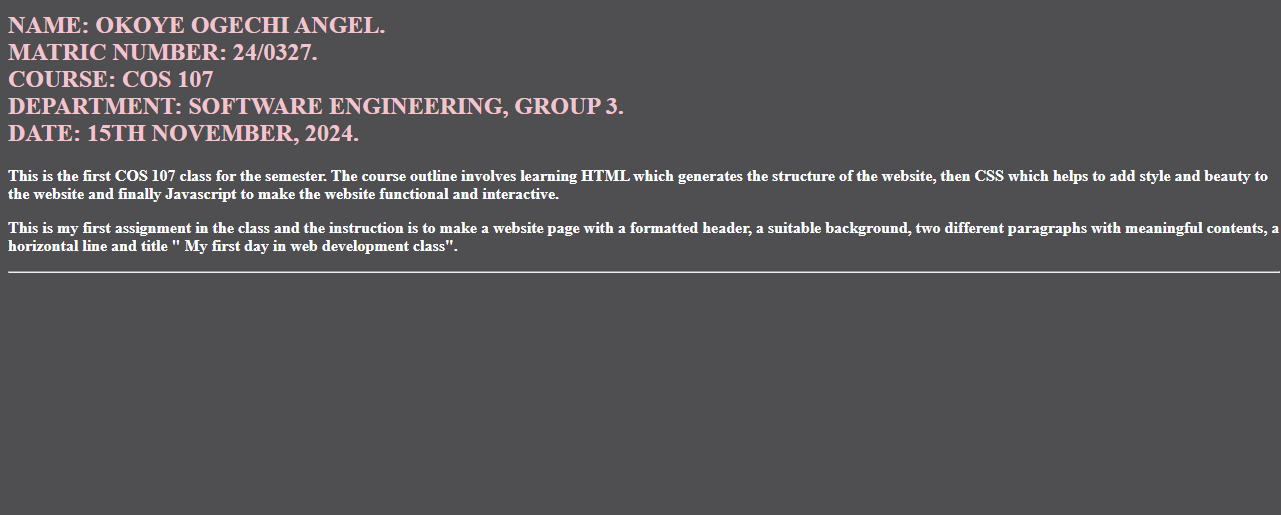 NAME: OKOYE OGECHI ANGEL.
MATRIC NUMBER: 24/0327.
COURSE: COS 107
DEPARTMENT: SOFTWARE ENGINEERING, GROUP 3.
DATE: 15TH NOVEMBER, 2024.
This is the first COS 107 class for the semester. The course outline involves learning HTML which generates the structure of the website, then CSS which helps to add style and beauty to
the website and finally Javascript to make the website functional and interactive.
This is my first assignment in the class and the instruction is to make a website page with a formatted header, a suitable background, two different paragraphs with meaningful contents, a
horizontal line and title " My first day in web development class".